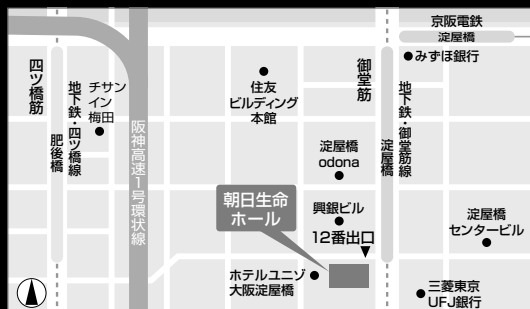 京阪電鉄
淀屋橋
みずほ銀行
四ツ橋筋
地下鉄・四ツ橋線
肥後橋
チサン
イン
梅田
阪神高速1号環状線
住友
ビルディング
本館
御堂筋
地下鉄・御堂筋線
淀屋橋
淀屋橋
odona
朝日生命
ホール
興銀ビル
12番出口
淀屋橋
センタービル
ホテルユニゾ
大阪淀屋橋
三菱東京
UFJ銀行